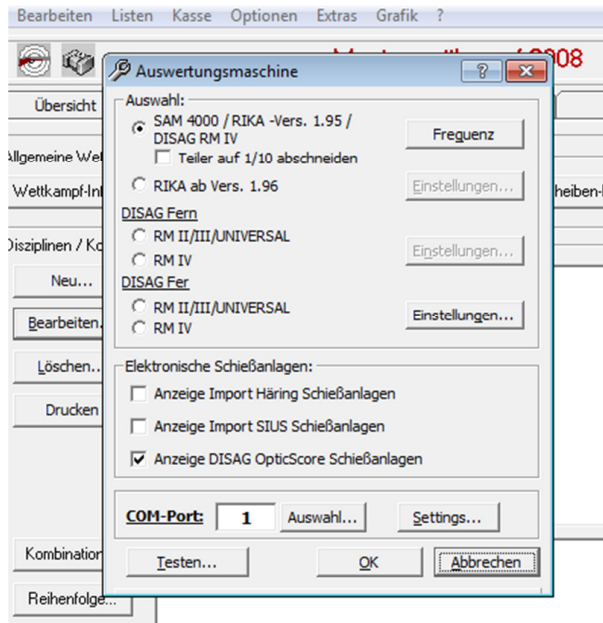 Bearbeiten Listen Kasse Optionen Extras Grafik ?
08
Auswertungsmaschine
Übersicht
Auswahl:
SAM 4000 / RIKA -Vers. 1.95 /
DISAG RM IV
Frequenz
Teiler auf 1/10 abschneiden
Allgemeine
RIKA ab Vers. 1.96
Einstellungen...
DISAG Fern
RM II/III/UNIVERSAL
RM IV
Einstellungen...
Disziplinen /
Neu...
DISAG Fer
RM II/III/UNIVERSAL
RM IV
Einstellungen...
Bearbeiten.
Löschen..
Drucken
Elektronische Schießanlagen:
Anzeige Import Häring Schießanlagen
Anzeige Import SIUS Schießanlagen
Anzeige DISAG OpticScore Schießanlagen
COM-Port: 1 Auswahl... Settings...
Kombination
Testen... OK Abbrechen
Reihenfolge...